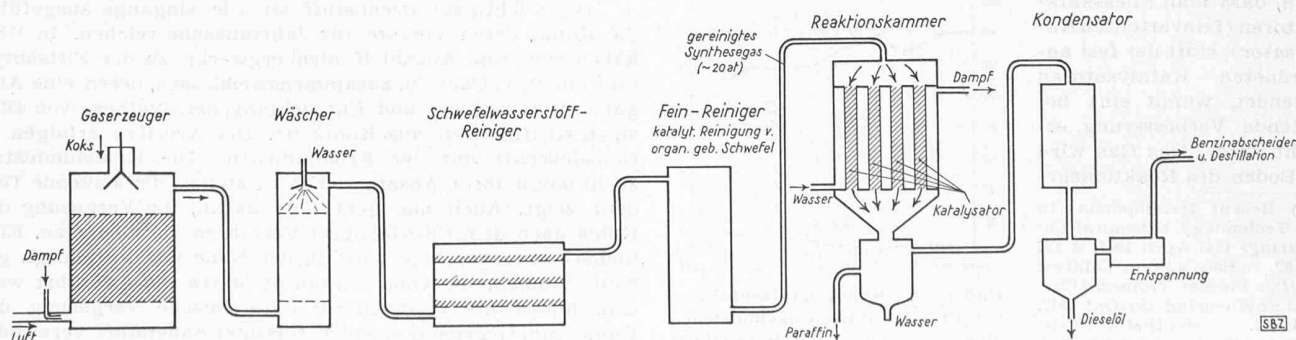 Gaserzeuger
Koks
Dampf
Luft
Wäscher
Wasser
Schwefelwasserstoff-
Reiniger
Fein-Reiniger
katalyt. Reinigung v.
organ. geb. Schwefel
gereinigtes
Synthesegas
(~20at)
Reaktionskammer
Dampf
Wasser
Katalysator
Paraffin
Wasser
Kondensator
Benzinabscheider
u. Destillation
Entspannung
Dieselöl
SBZ